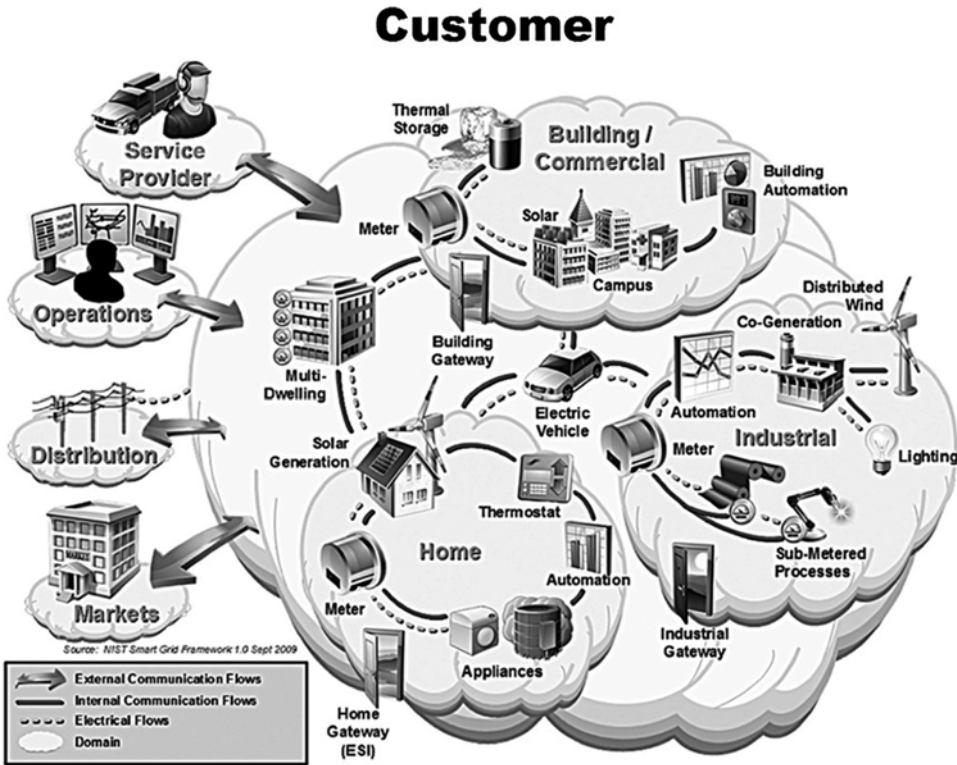 Customer
Service
Provider
Operations
Distribution
Markets
MARKET
Thermal
Storage
Building /
Commercial
Building
Automation
Meter
Solar
Campus
Building
Gateway
Multi-
Dwelling
Electric
Vehicle
Distributed
Wind
Co-Generation
Automation
Meter
Industrial
Lighting
Sub-Metered
Processes
Industrial
Gateway
Solar
Generation
Thermostat
Home
Automation
Meter
Appliances
Home
Gateway
(ESI)
Source: NIST Smart Grid Framework 1.0 Sept 2009
External Communication Flows
Internal Communication Flows
Electrical Flows
Domain